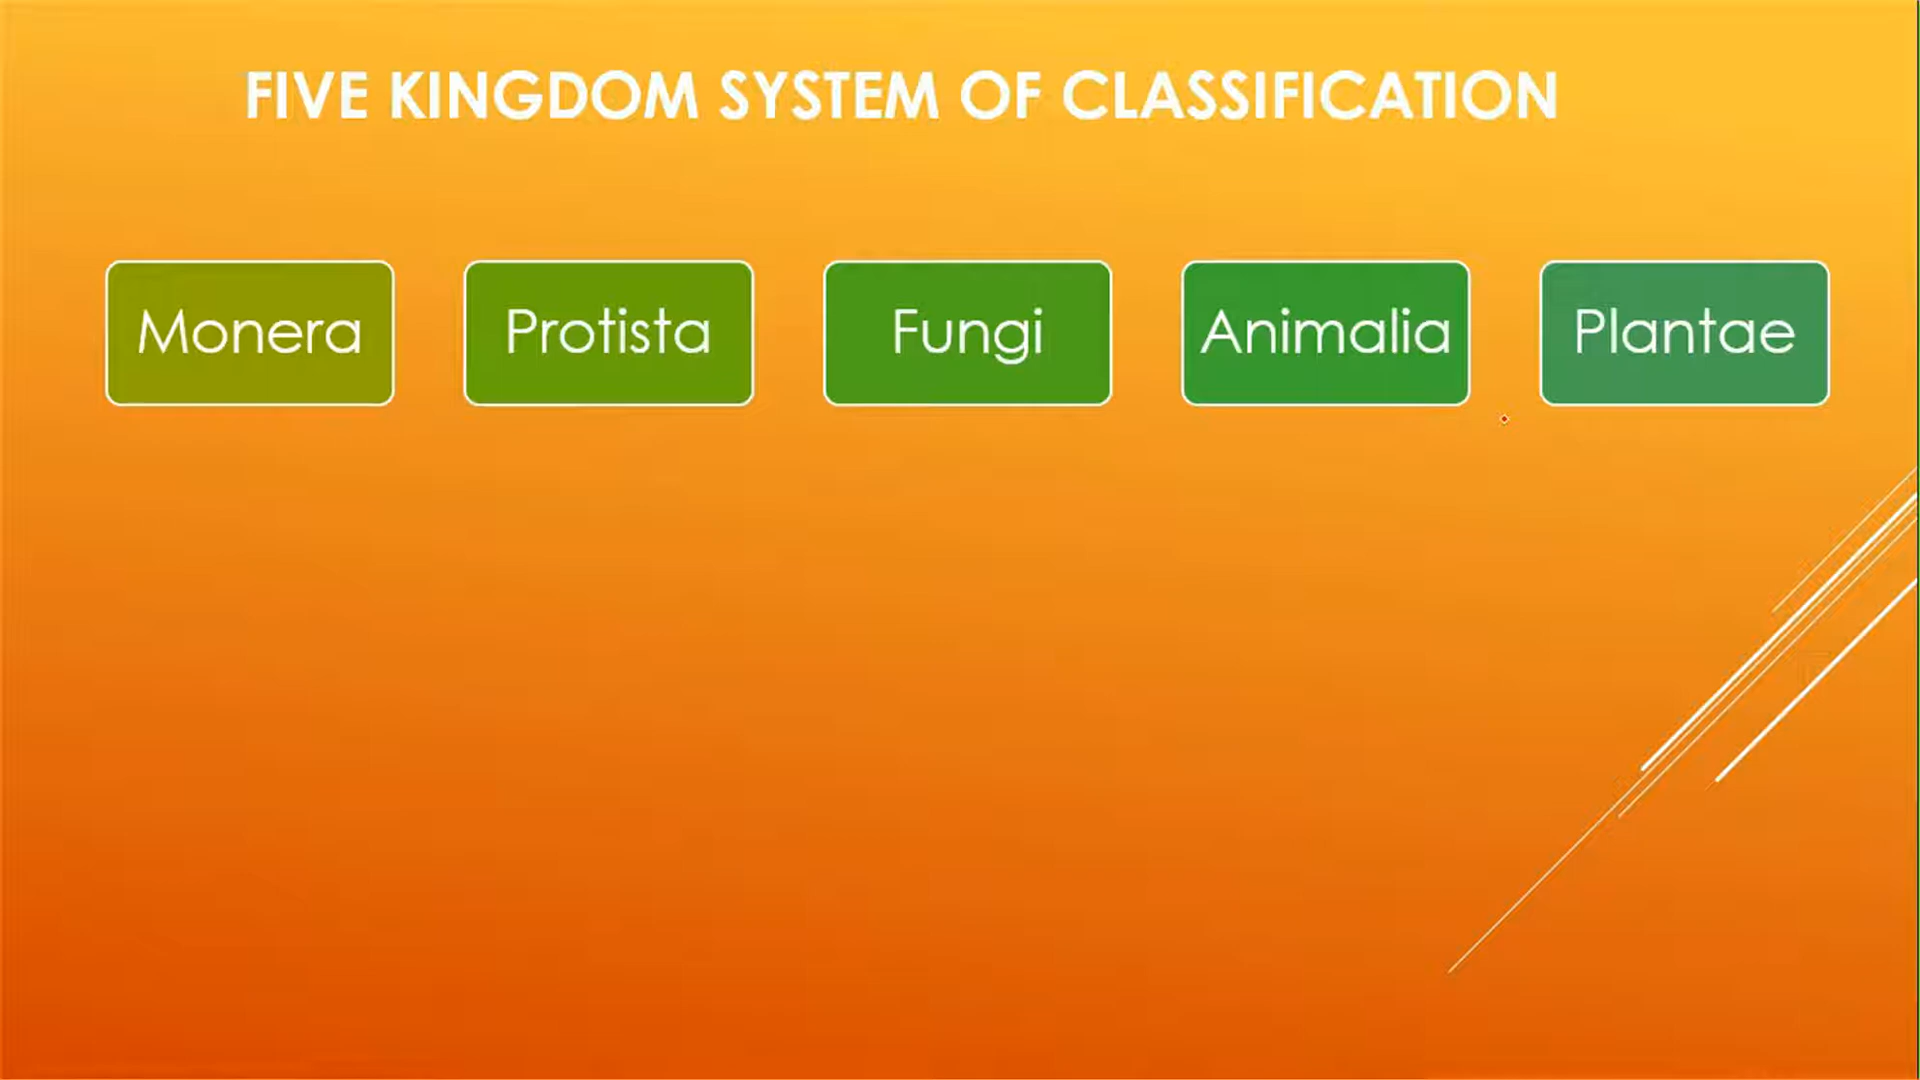 FIVE KINGDOM SYSTEM OF CLASSIFICATION
Monera
Protista
Fungi
Animalia
Plantae